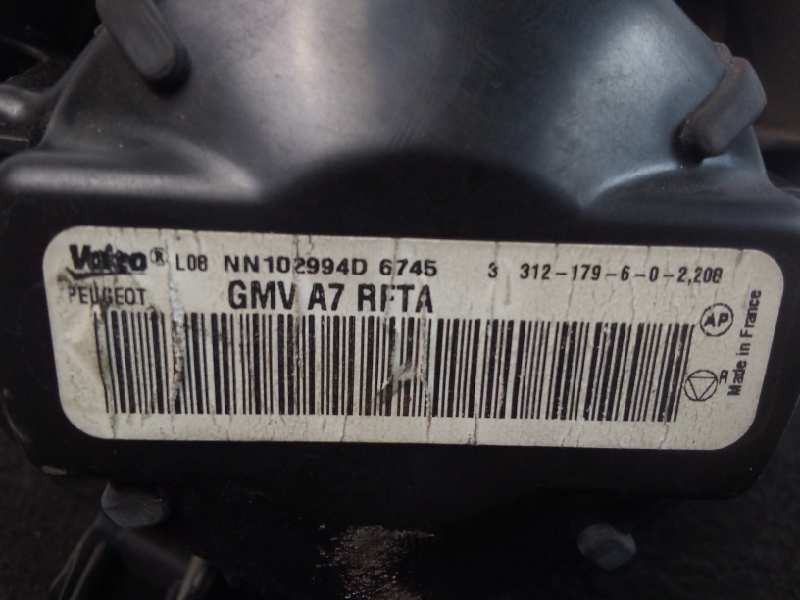 Valeo® L08 NN102994D 6745 3 312-179-6-0-2,208
PEUGEOT GMV A7 RFTA
AP
R
Made in France